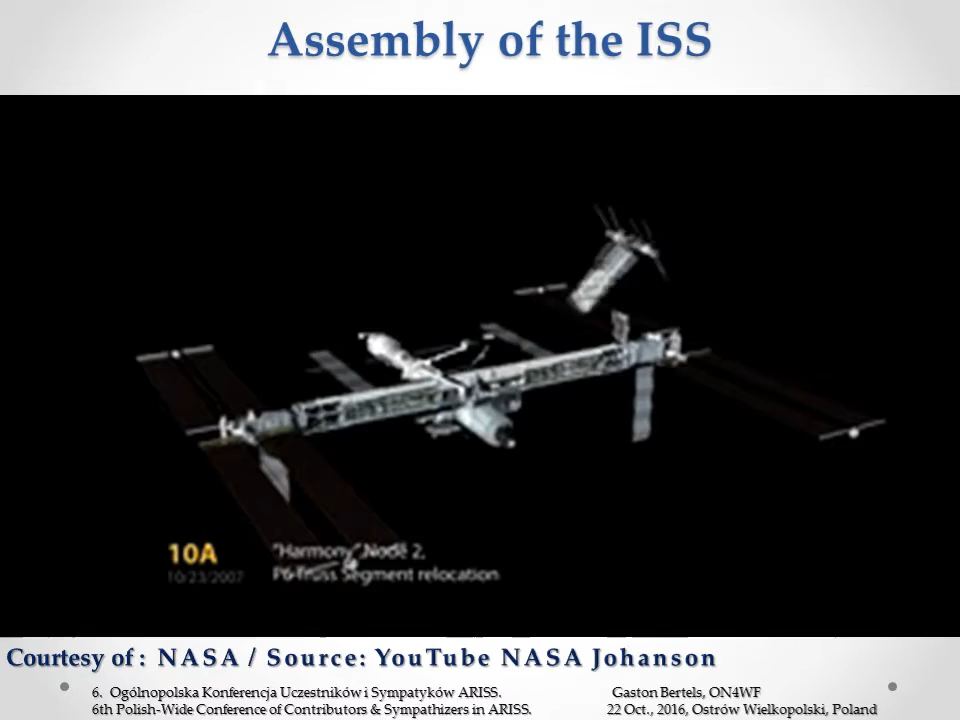 Assembly of the ISS
10A "Harmony" Node 2,
10/23/2007 P6 Truss Segment relocation
Courtesy of : NASA / Source: YouTube NASA Johanson
6. Ogólnopolska Konferencja Uczestników i Sympatyków ARISS. Gaston Bertels, ON4WF
6th Polish-Wide Conference of Contributors & Sympathizers in ARISS. 22 Oct., 2016, Ostrów Wielkopolski, Poland